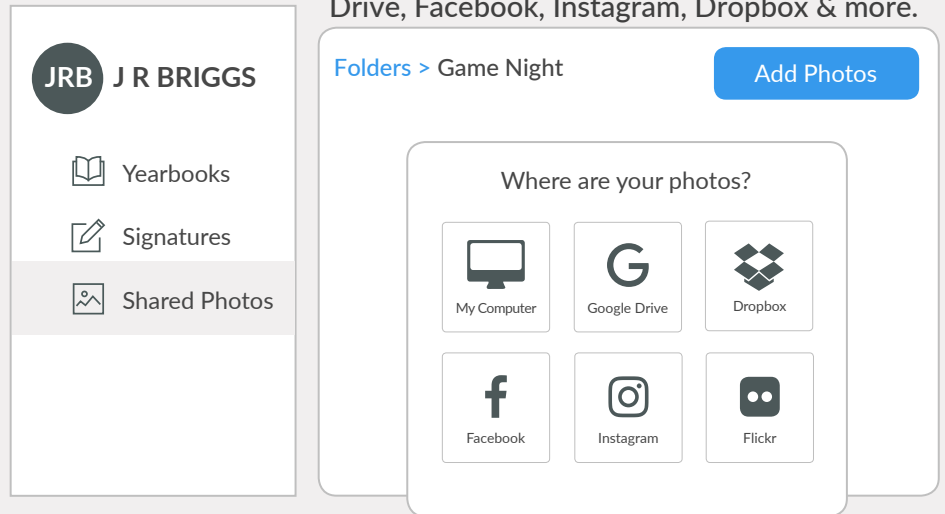 Drive, Facebook, Instagram, Dropbox & more.
JRB J R BRIGGS
Yearbooks
Signatures
Shared Photos
Folders > Game Night
Add Photos
Where are your photos?
My Computer
Google Drive
Dropbox
Facebook
Instagram
Flickr